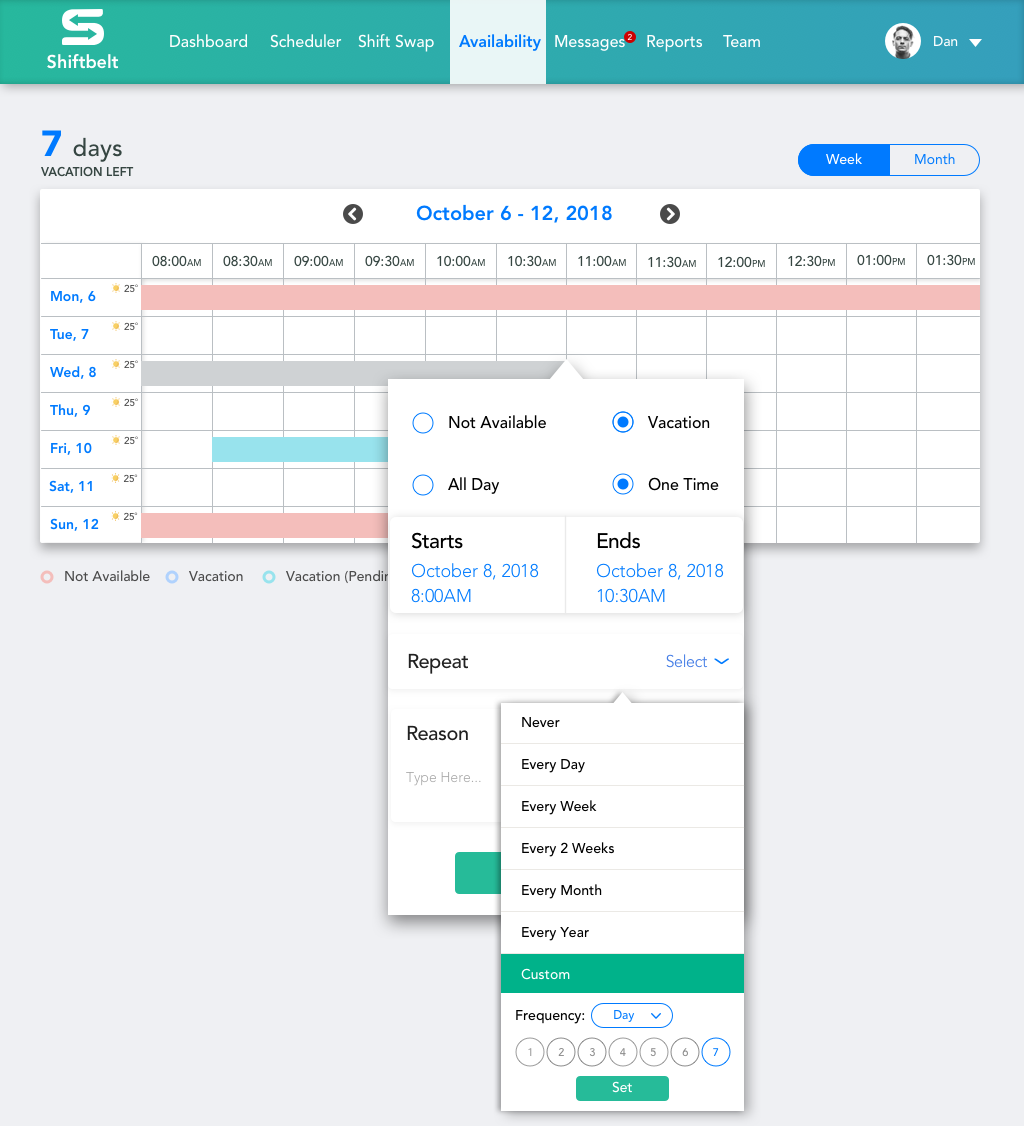 Shiftbelt
Dashboard Scheduler Shift Swap Availability Messages 2 Reports Team Dan
7 days
VACATION LEFT
Week Month
October 6 - 12, 2018
08:00AM 08:30AM 09:00AM 09:30AM 10:00AM 10:30AM 11:00AM 11:30AM 12:00PM 12:30PM 01:00PM 01:30PM
Mon, 6 25°
Tue, 7 25°
Wed, 8 25°
Thu, 9 25°
Fri, 10 25°
Sat, 11 25°
Sun, 12 25°
Not Available Vacation Vacation (Pendin
Not Available Vacation
All Day One Time
Starts Ends
October 8, 2018 October 8, 2018
8:00AM 10:30AM
Repeat Select
Reason
Type Here...
Never
Every Day
Every Week
Every 2 Weeks
Every Month
Every Year
Custom
Frequency: Day
1 2 3 4 5 6 7
Set